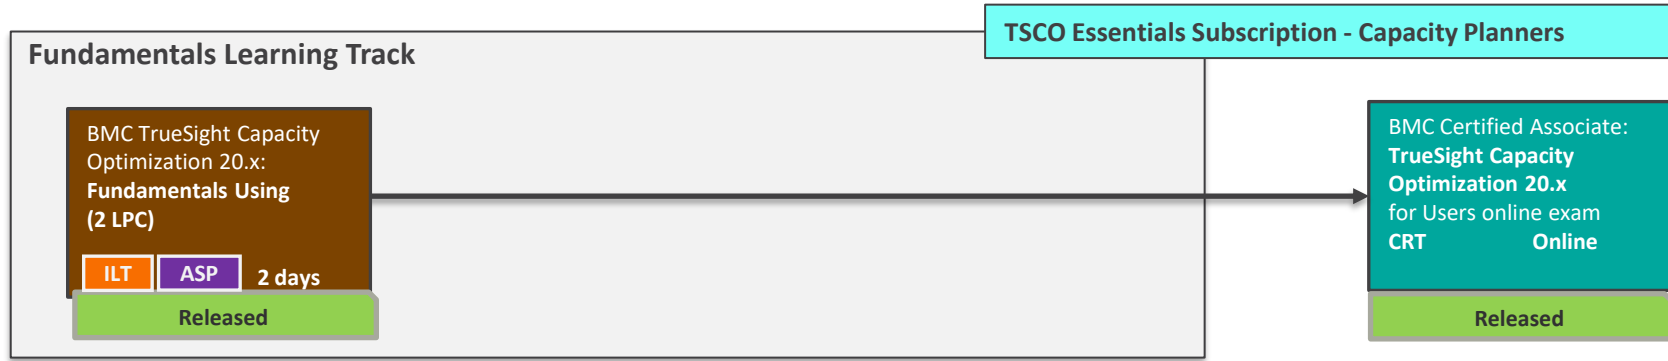 TSCO Essentials Subscription - Capacity Planners
Fundamentals Learning Track
BMC TrueSight Capacity
Optimization 20.x:
Fundamentals Using
(2 LPC)
ILT ASP 2 days
Released
BMC Certified Associate:
TrueSight Capacity
Optimization 20.x
for Users online exam
CRT Online
Released